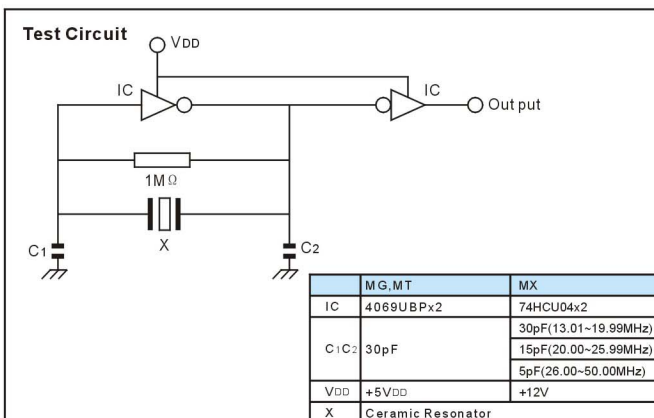 Test Circuit
VDD
IC
IC
Out put
1MΩ
X
C1
C2
MG,MT MX
IC 4069UBPx2 74HCU04x2
C1C2 30pF 30pF(13.01~19.99MHz)
15pF(20.00~25.99MHz)
5pF(26.00~50.00MHz)
VDD +5VDD +12V
X Ceramic Resonator